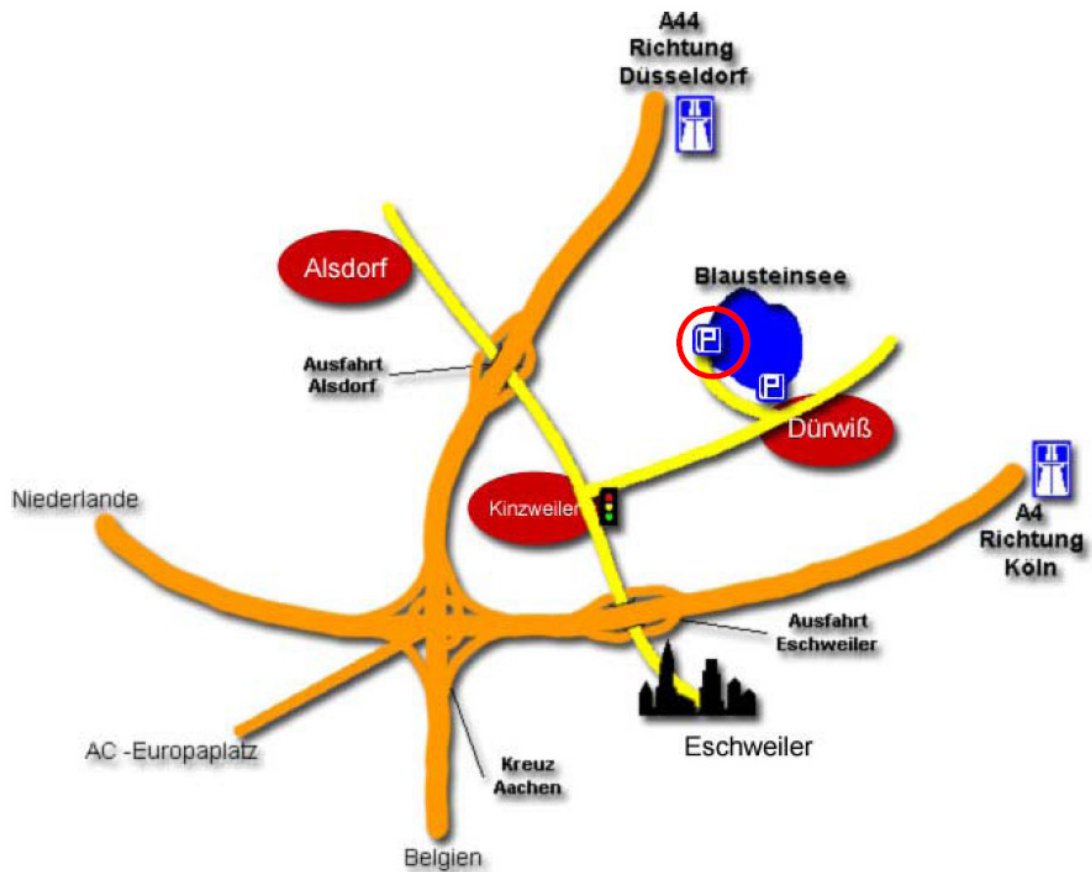 A44
Richtung
Düsseldorf
Alsdorf
Blausteinsee
P
Ausfahrt
Alsdorf
P
Dürwiß
Niederlande
Kinzweiler
A4
Richtung
Köln
Ausfahrt
Eschweiler
AC -Europaplatz
Kreuz
Aachen
Eschweiler
Belgien